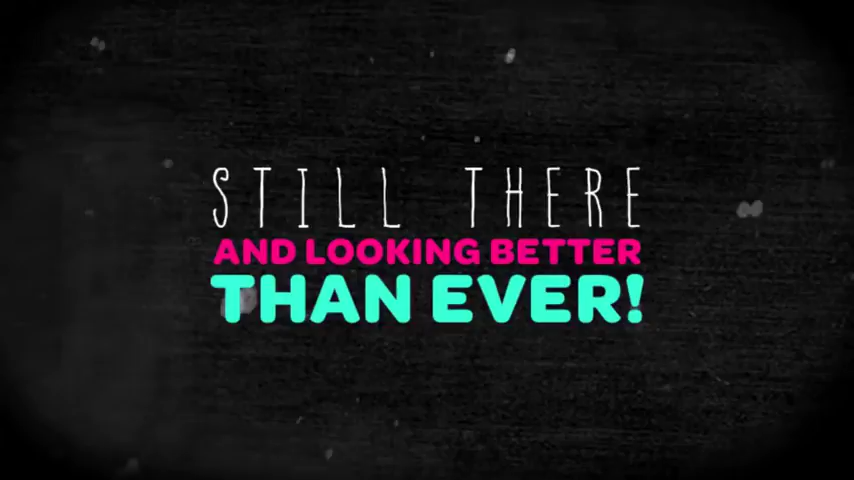 STILL THERE
AND LOOKING BETTER
THAN EVER!